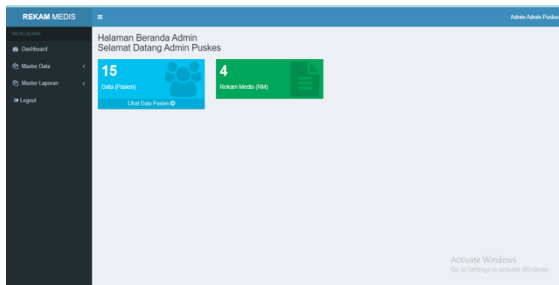 REKAM MEDIS
Admin Admin Puskes
MENU ADMIN
Dashboard
Master Data
Master Laporan
Logout
Halaman Beranda Admin
Selamat Datang Admin Puskes
15
Data (Pasien)
Lihat Data Pasien
4
Rekam Medis (RM)
Activate Windows
Go to Settings to activate Windows.